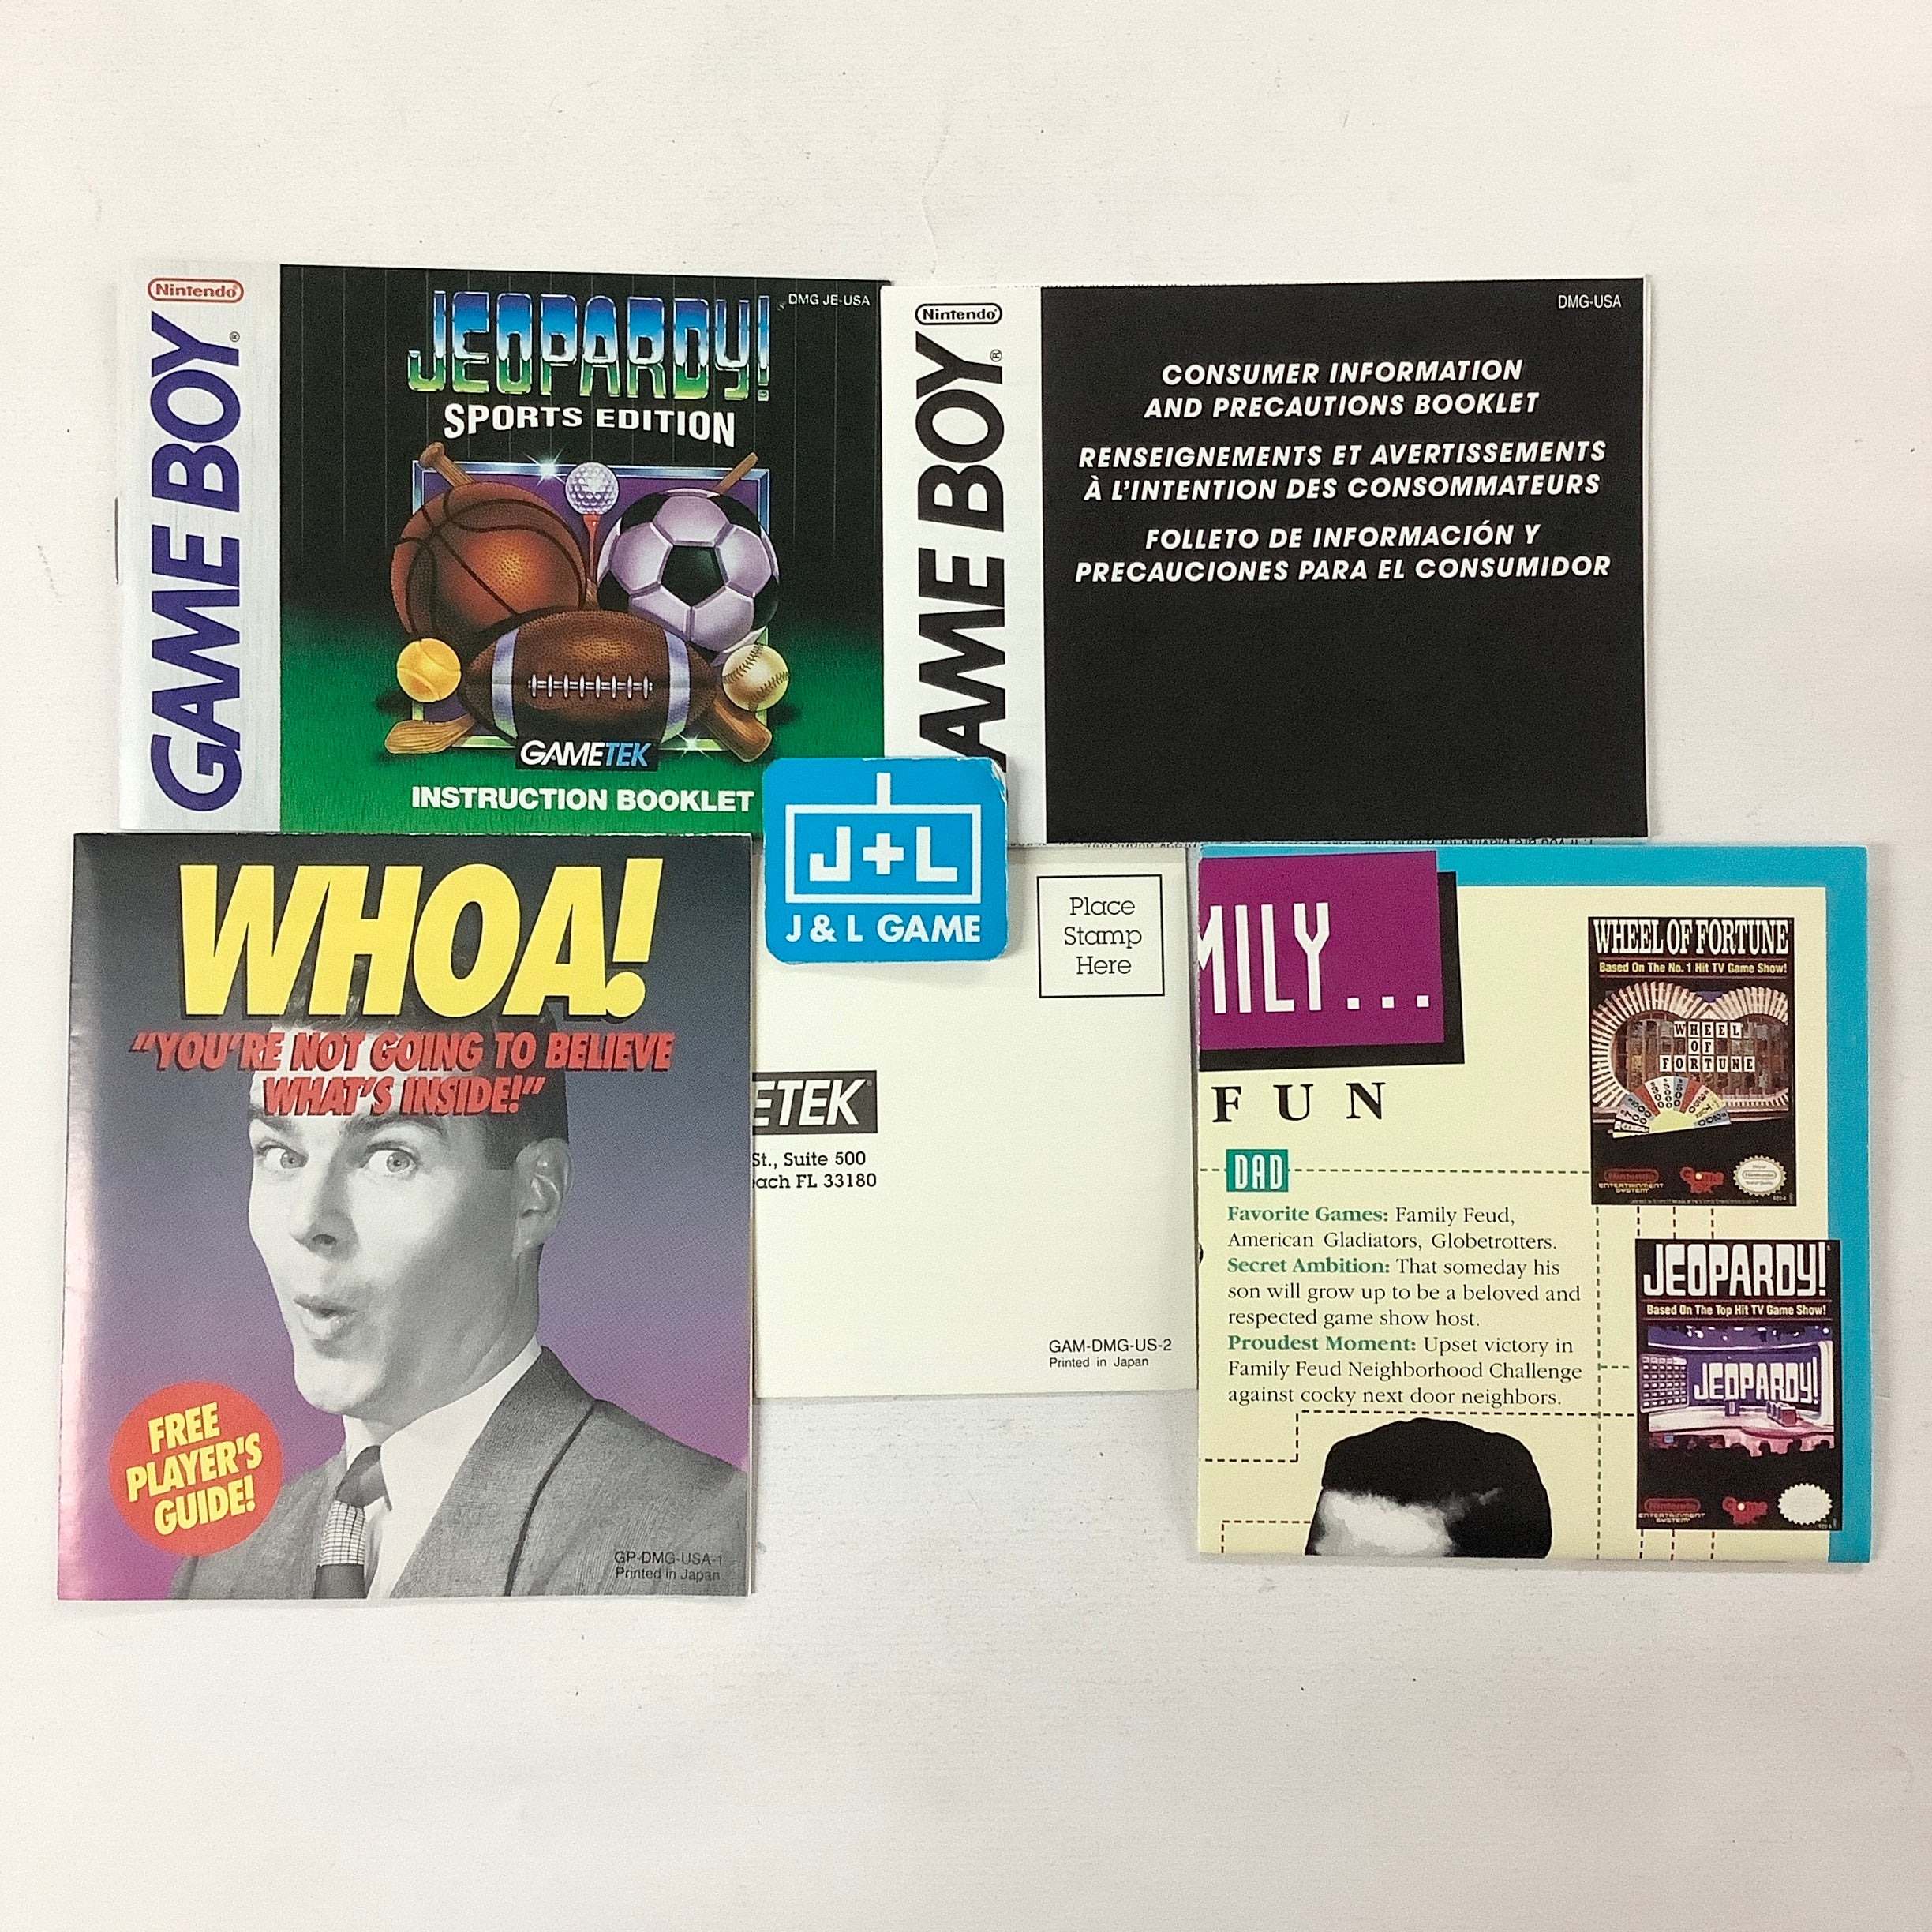 Nintendo
GAME BOY®
DMG JE-USA
JEOPARDY!
SPORTS EDITION
GAMETEK
INSTRUCTION BOOKLET
Nintendo
GAME BOY®
DMG-USA
CONSUMER INFORMATION
AND PRECAUTIONS BOOKLET
RENSEIGNEMENTS ET AVERTISSEMENTS
À L'INTENTION DES CONSOMMATEURS
FOLLETO DE INFORMACIÓN Y
PRECAUCIONES PARA EL CONSUMIDOR
J+L
J & L GAME
WHOA!
"YOU'RE NOT GOING TO BELIEVE
WHAT'S INSIDE!"
FREE
PLAYER'S
GUIDE!
GP-DMG-USA-1
Printed in Japan
Place
Stamp
Here
ETEK
St., Suite 500
ach FL 33180
GAM-DMG-US-2
Printed in Japan
MILY...
FUN
DAD
Favorite Games: Family Feud,
American Gladiators, Globetrotters.
Secret Ambition: That someday his
son will grow up to be a beloved and
respected game show host.
Proudest Moment: Upset victory in
Family Feud Neighborhood Challenge
against cocky next door neighbors.
WHEEL OF FORTUNE
Based On The No. 1 Hit TV Game Show!
WHEEL
OF
FORTUNE
Nintendo
ENTERTAINMENT
SYSTEM
JEOPARDY!
Based On The Top Hit TV Game Show!
JEOPARDY!
Nintendo
ENTERTAINMENT
SYSTEM